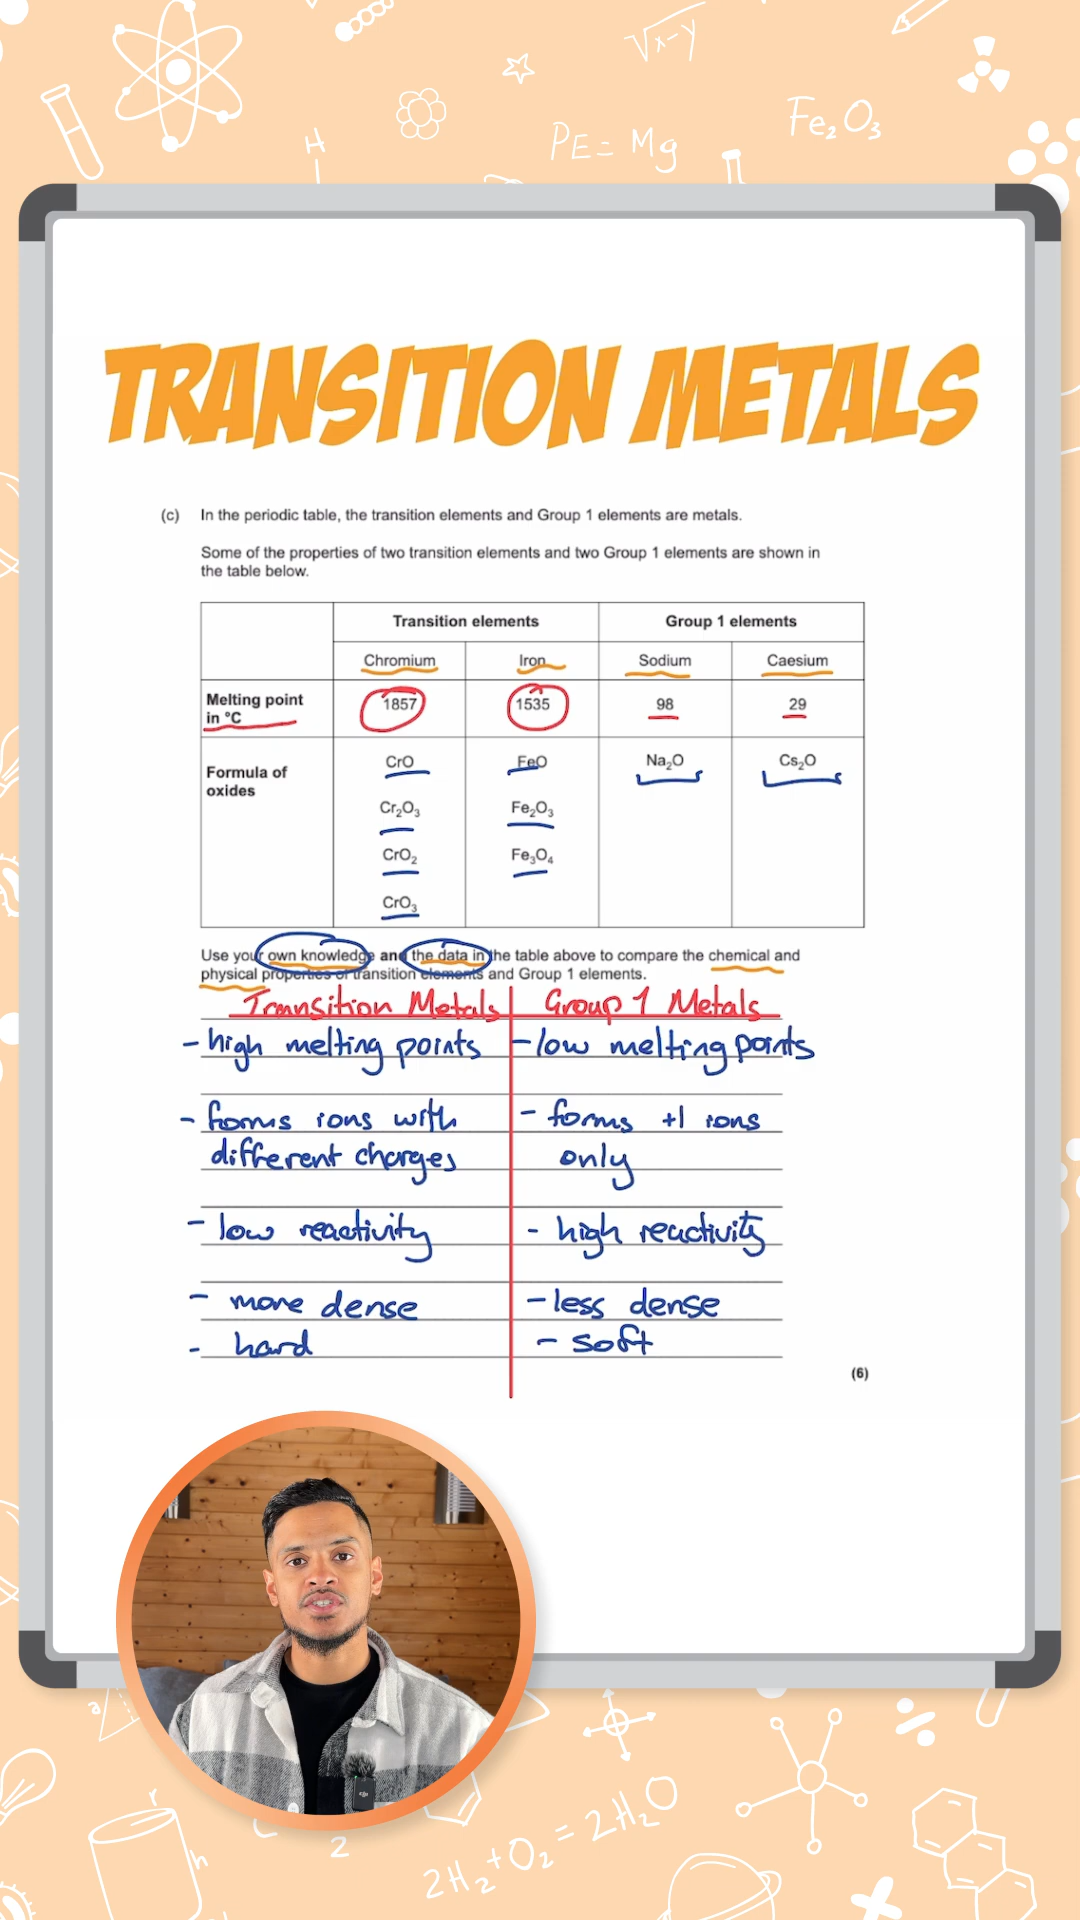 √x-y
Fe₂O₃
H
PE = Mg
TRANSITION METALS
(c) In the periodic table, the transition elements and Group 1 elements are metals.
Some of the properties of two transition elements and two Group 1 elements are shown in
the table below.
Transition elements Group 1 elements
Chromium Iron Sodium Caesium
Melting point
in °C 1857 1535 98 29
Formula of
oxides
CrO FeO Na₂O Cs₂O
Cr₂O₃ Fe₂O₃
CrO₂ Fe₃O₄
CrO₃
Use your own knowledge and the data in the table above to compare the chemical and
physical properties of transition elements and Group 1 elements.
Transition Metals Group 1 Metals
- high melting points - low melting points
- forms ions with - forms +1 ions
different charges only
- low reactivity - high reactivity
- more dense - less dense
- hard - soft
(6)
a
r
h
2
2H₂ + O₂ = 2H₂O